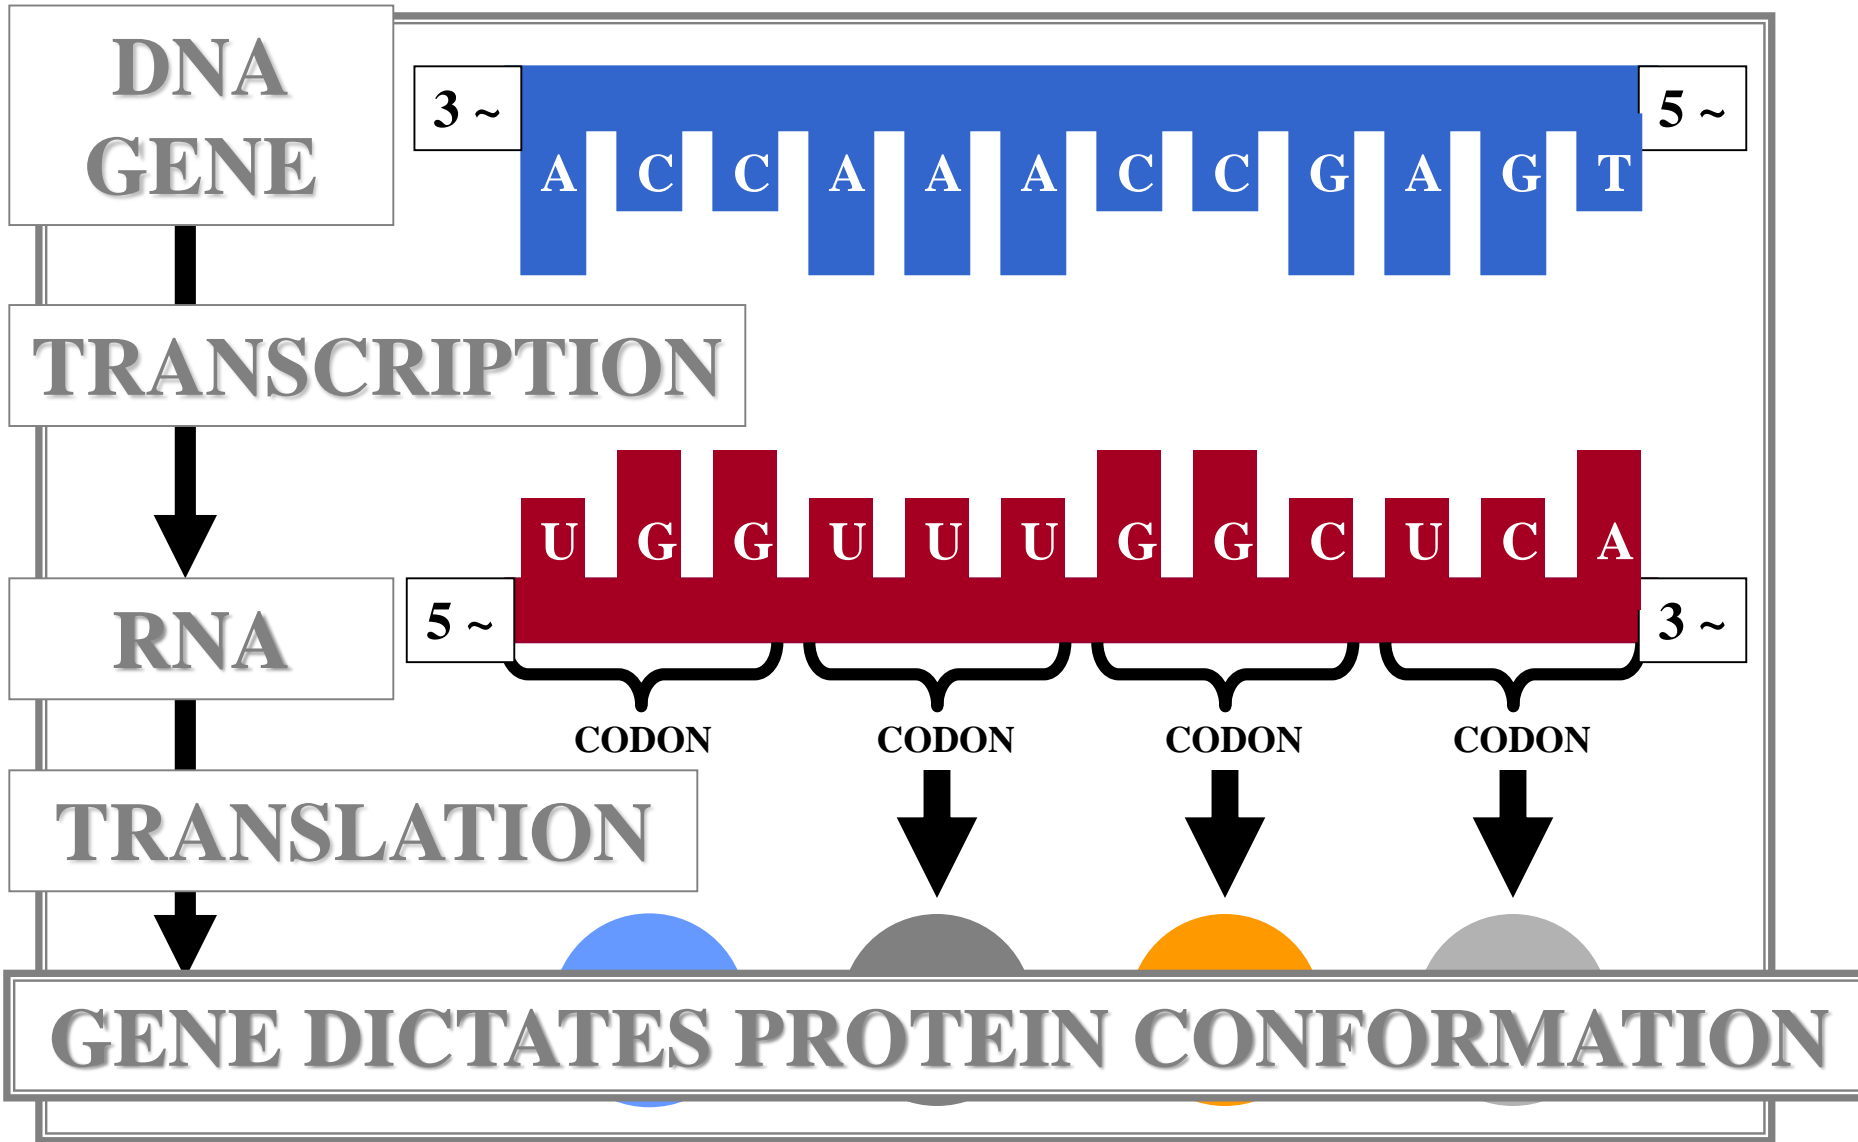 DNA
GENE
3 ~
5 ~
A C C A A A C C G A G T
TRANSCRIPTION
U G G U U U G G C U C A
RNA
5 ~
3 ~
CODON CODON CODON CODON
TRANSLATION
GENE DICTATES PROTEIN CONFORMATION